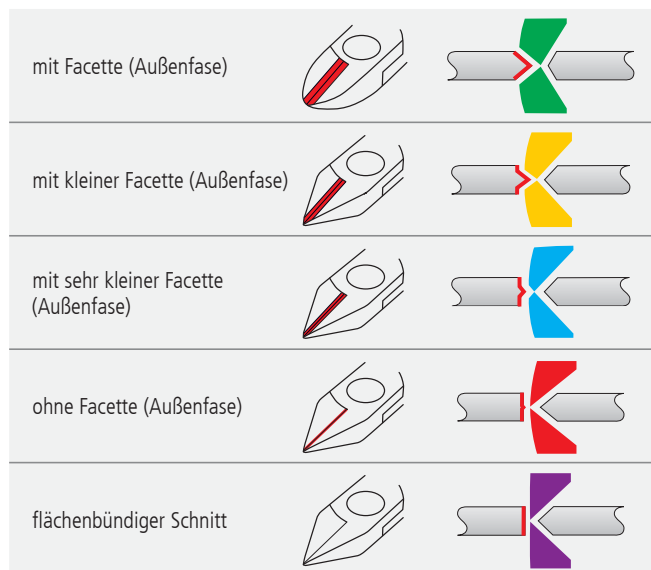 mit Facette (Außenfase)
mit kleiner Facette (Außenfase)
mit sehr kleiner Facette
(Außenfase)
ohne Facette (Außenfase)
flächenbündiger Schnitt